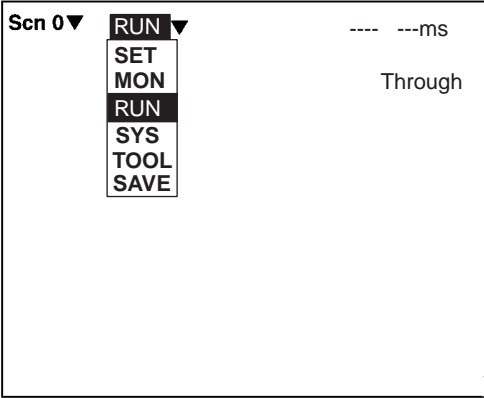 Scn 0▼ RUN ▼ ---- ---ms
SET
MON Through
RUN
SYS
TOOL
SAVE